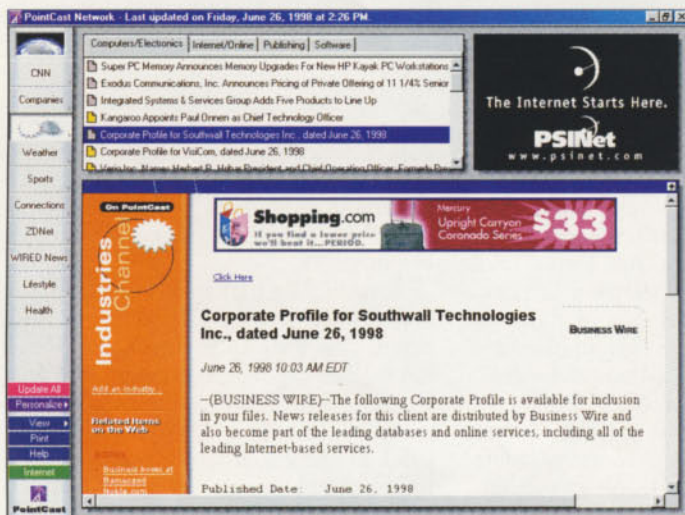 PointCast Network - Last updated on Friday, June 26, 1998 at 2:26 PM.
CNN
Companies
Weather
Sports
Connections
ZDNet
WIRED News
Lifestyle
Health
Update All
Personalize
View
Print
Help
Internet
PointCast
Computers/Electronics Internet/Online Publishing Software
Super PC Memory Announces Memory Upgrades For New HP Kayak PC Workstations
Exodus Communications, Inc. Announces Pricing of Private Offering of 11 1/4% Senior
Integrated Systems & Services Group Adds Five Products to Line Up
Kangaroo Appoints Paul Onnen as Chief Technology Officer
Corporate Profile for Southwall Technologies Inc., dated June 26, 1998
Corporate Profile for VisiCom, dated June 26, 1998
President and Chief Operating Officer, Formerly
The Internet Starts Here.
PSINet
www.psinet.com
On PointCast
Industries
Channel
Add an Industry
Related Items
on the Web
Shopping.com
If you find a lower price
we'll beat it...PERIOD.
Mercury
Upright Carryon
Coronado Series
$33
Click Here
Corporate Profile for Southwall Technologies
Inc., dated June 26, 1998
BUSINESS WIRE
June 26, 1998 10:03 AM EDT
--(BUSINESS WIRE)--The following Corporate Profile is available for inclusion
in your files. News releases for this client are distributed by Business Wire and
also become part of the leading databases and online services, including all of the
leading Internet-based services.
Published Date: June 26, 1998